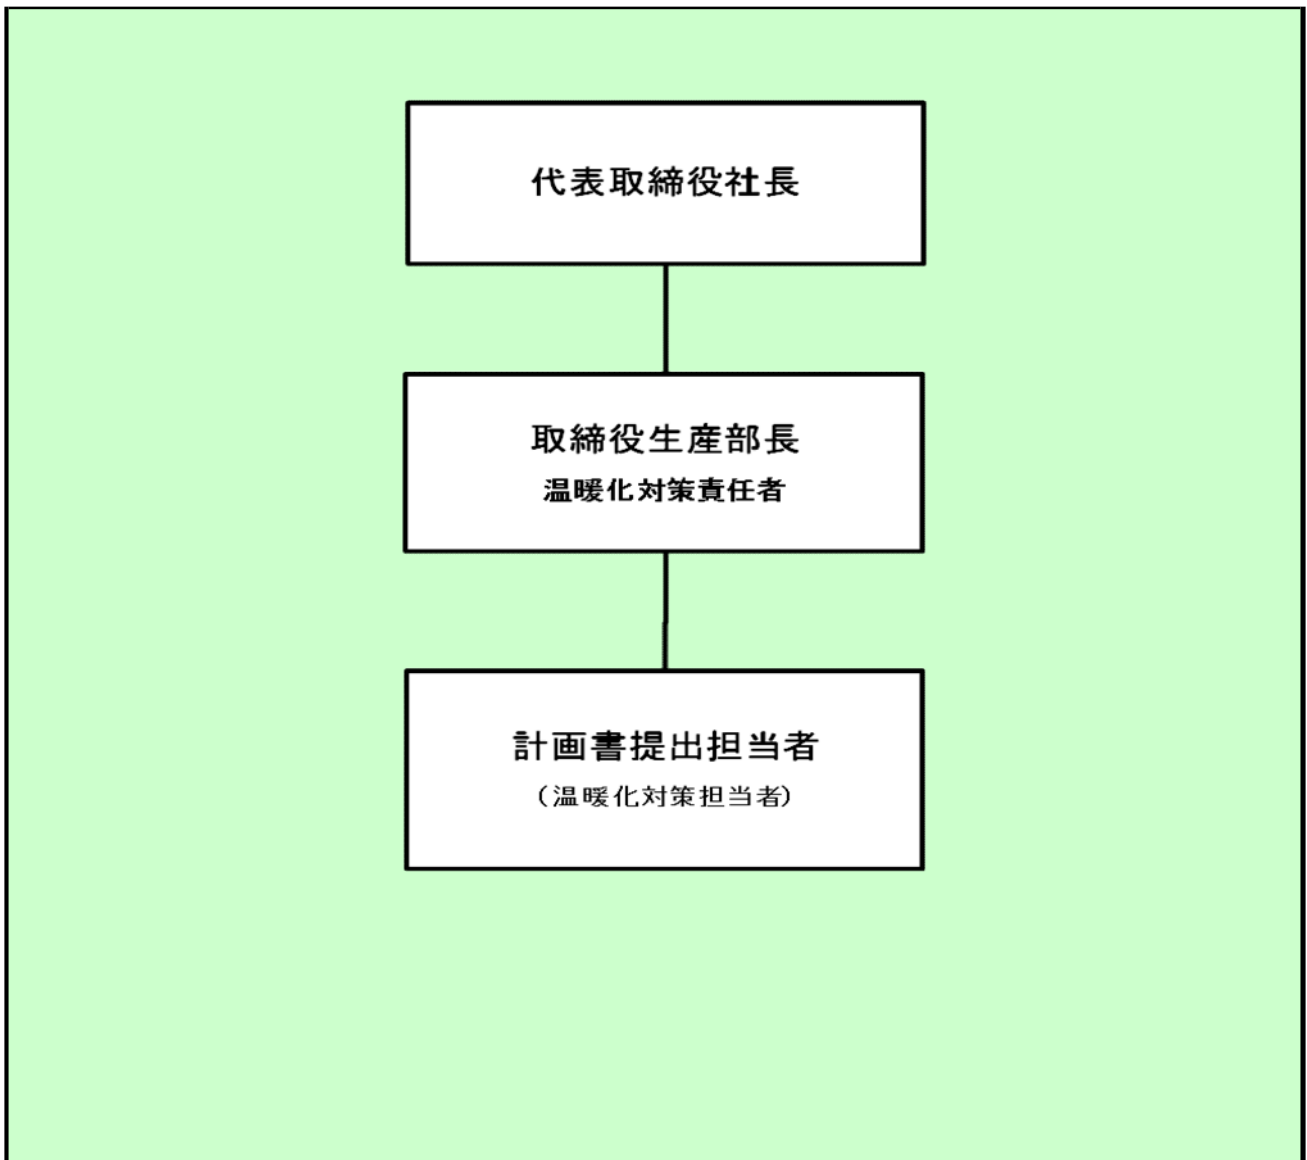 代表取締役社長
取締役生産部長
温暖化対策責任者
計画書提出担当者
（温暖化対策担当者）